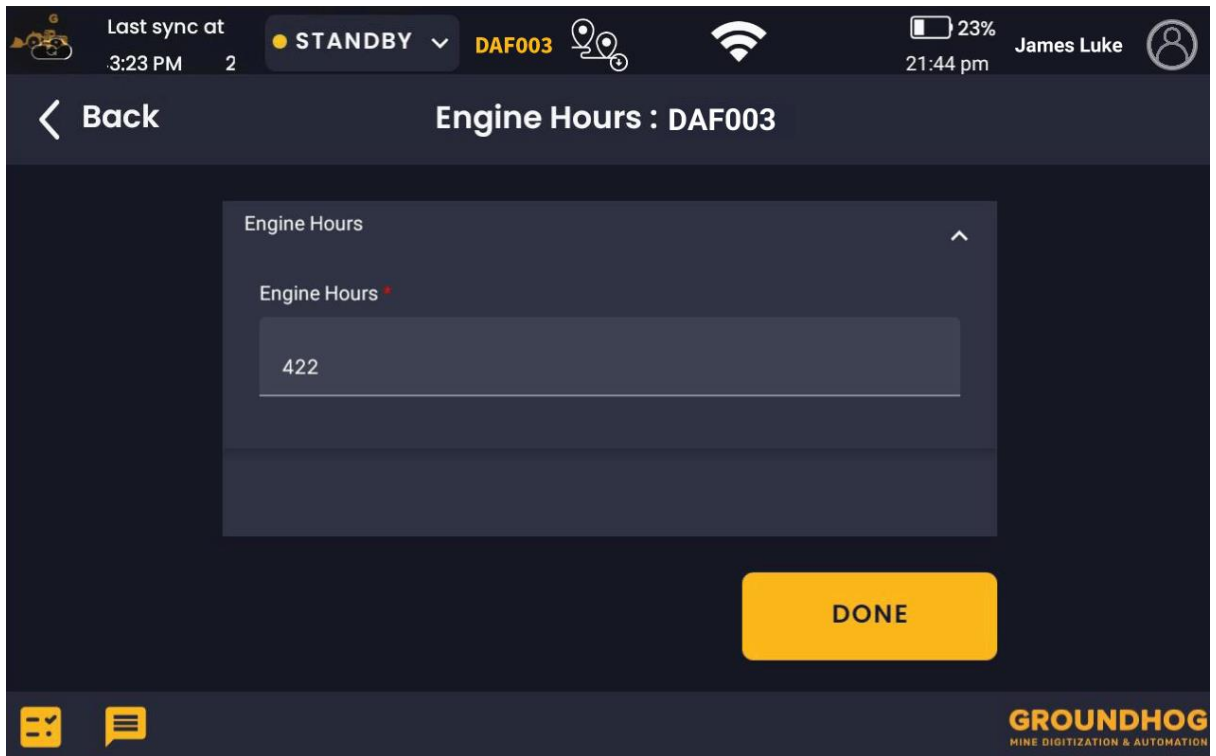 G
Last sync at
:3:23 PM 2
STANDBY
DAF003
23%
21:44 pm
James Luke
Back
Engine Hours : DAF003
Engine Hours
Engine Hours *
422
DONE
GROUNDHOG
MINE DIGITIZATION & AUTOMATION